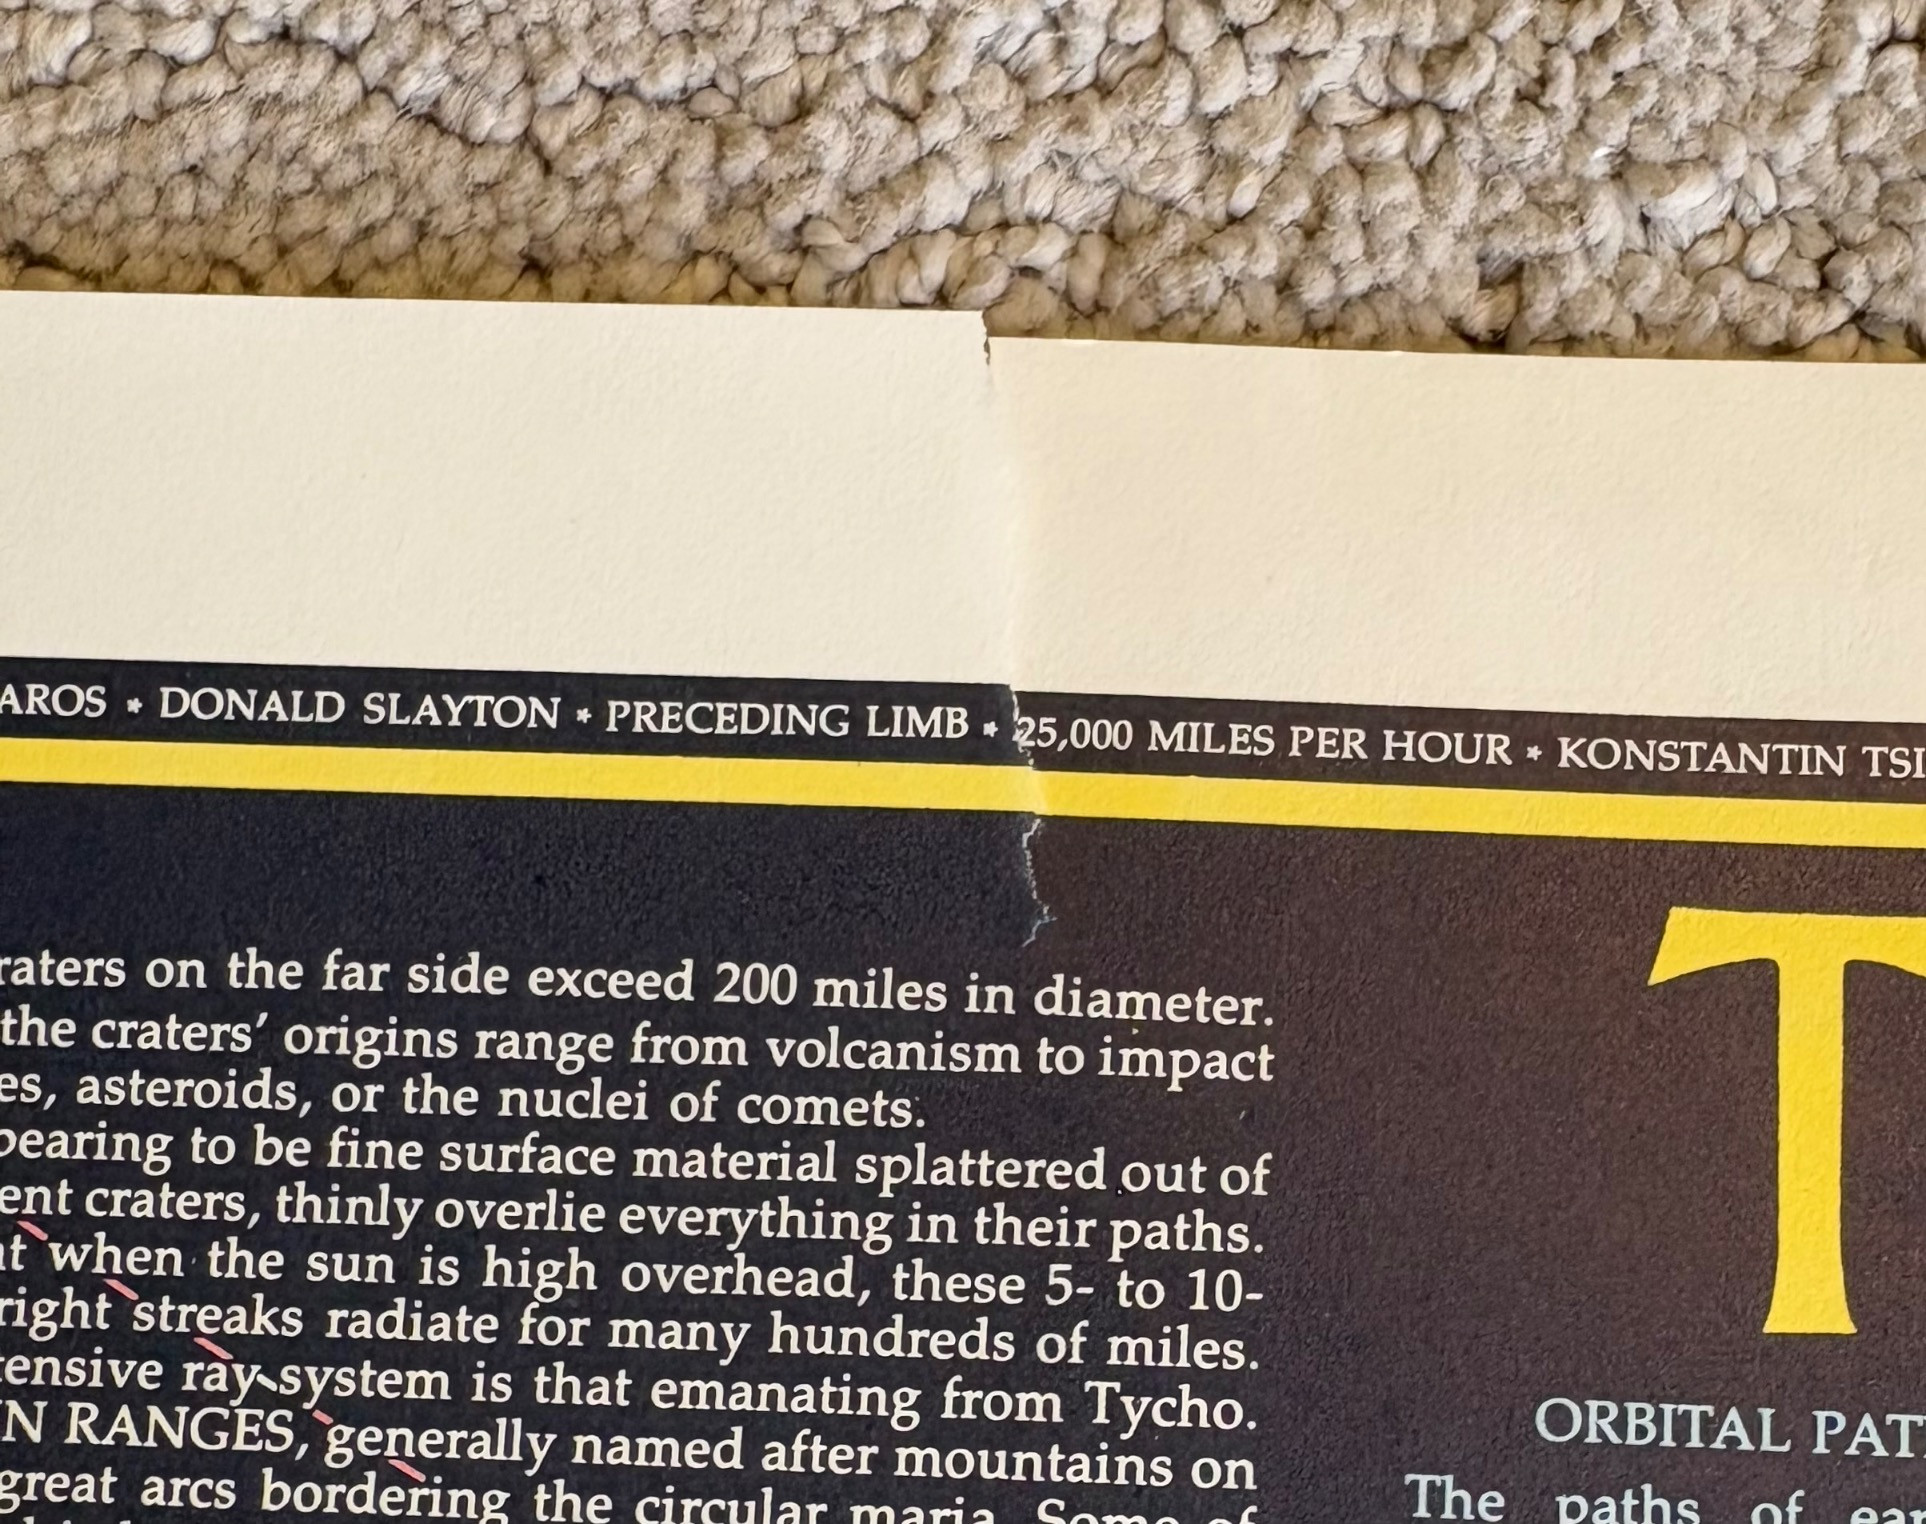 AROS * DONALD SLAYTON * PRECEDING LIMB * 25,000 MILES PER HOUR * KONSTANTIN TSI
raters on the far side exceed 200 miles in diameter.
the craters' origins range from volcanism to impact
es, asteroids, or the nuclei of comets.
pearing to be fine surface material splattered out of
ent craters, thinly overlie everything in their paths.
at when the sun is high overhead, these 5- to 10-
right streaks radiate for many hundreds of miles.
tensive ray system is that emanating from Tycho.
IN RANGES, generally named after mountains on
great arcs bordering the circular maria. Some of
T
ORBITAL PAT
The paths of ear